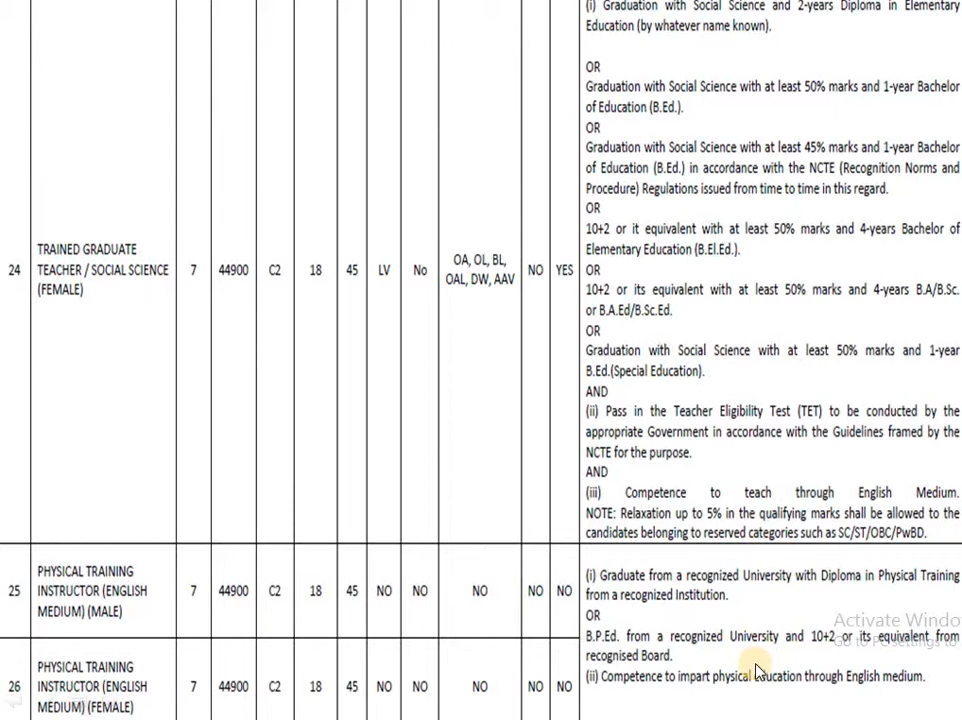 (i) Graduation with Social Science and 2-years Diploma in Elementary
Education (by whatever name known).
OR
Graduation with Social Science with at least 50% marks and 1-year Bachelor
of Education (B.Ed.).
OR
Graduation with Social Science with at least 45% marks and 1-year Bachelor
of Education (B.Ed.) in accordance with the NCTE (Recognition Norms and
Procedure) Regulations issued from time to time in this regard.
OR
10+2 or it equivalent with at least 50% marks and 4-years Bachelor of
Elementary Education (B.El.Ed.).
OR
10+2 or its equivalent with at least 50% marks and 4-years B.A/B.Sc.
or B.A.Ed/B.Sc.Ed.
OR
Graduation with Social Science with at least 50% marks and 1-year
B.Ed.(Special Education).
AND
(ii) Pass in the Teacher Eligibility Test (TET) to be conducted by the
appropriate Government in accordance with the Guidelines framed by the
NCTE for the purpose.
AND
(iii) Competence to teach through English Medium.
NOTE: Relaxation up to 5% in the qualifying marks shall be allowed to the
candidates belonging to reserved categories such as SC/ST/OBC/PwBD.
TRAINED GRADUATE
24 TEACHER / SOCIAL SCIENCE 7 44900 C2 18 45 LV No OA, OL, BL, NO YES
(FEMALE) OAL, DW, AAV
PHYSICAL TRAINING
25 INSTRUCTOR (ENGLISH 7 44900 C2 18 45 NO NO NO NO NO
MEDIUM) (MALE)
(i) Graduate from a recognized University with Diploma in Physical Training
from a recognized Institution.
OR
B.P.Ed. from a recognized University and 10+2 or its equivalent from
recognised Board.
(ii) Competence to impart physical education through English medium.
PHYSICAL TRAINING
26 INSTRUCTOR (ENGLISH 7 44900 C2 18 45 NO NO NO NO NO
MEDIUM) (FEMALE)
Activate Windo
Go to PC settings to